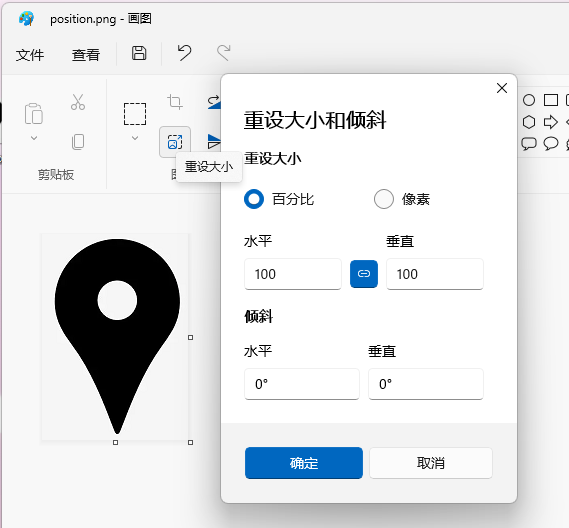 position.png - 画图
文件 查看
剪贴板
重设大小
重设大小和倾斜
重设大小
百分比 像素
水平 垂直
100 100
倾斜
水平 垂直
0° 0°
确定 取消